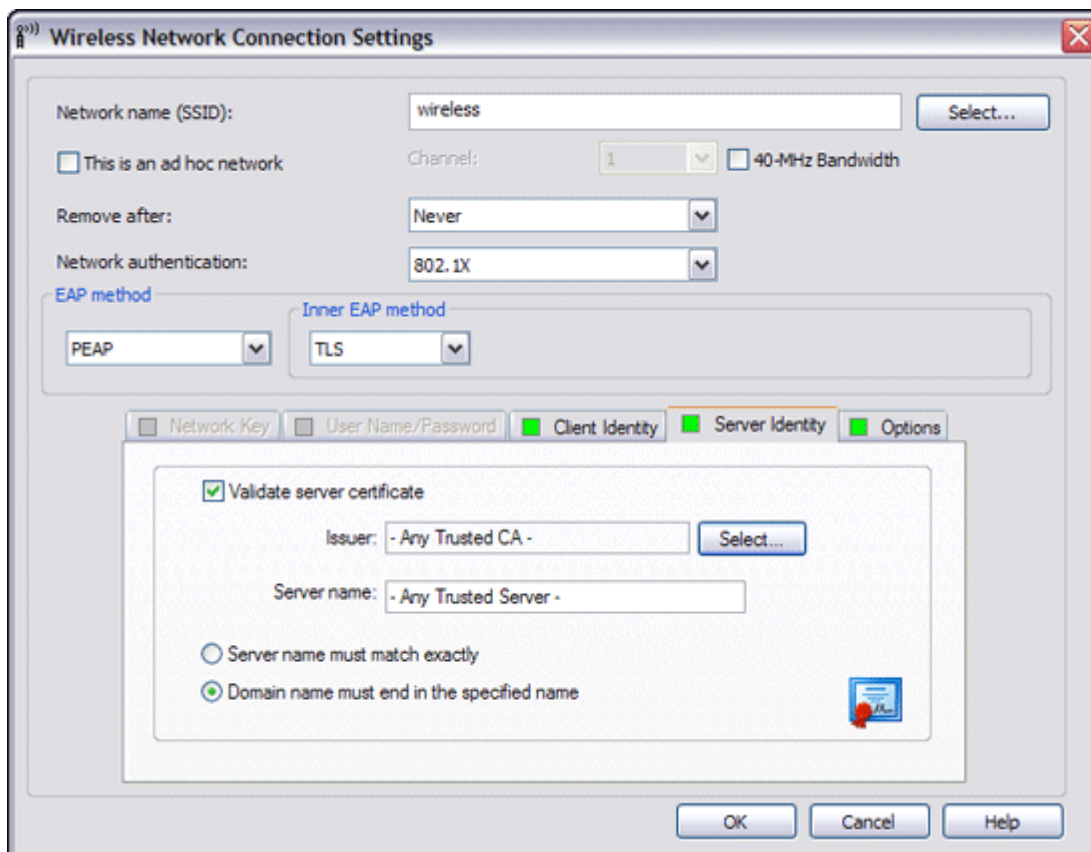 Wireless Network Connection Settings
Network name (SSID): wireless Select...
This is an ad hoc network Channel: 1 40-MHz Bandwidth
Remove after: Never
Network authentication: 802.1X
EAP method
Inner EAP method
PEAP TLS
Network Key User Name/Password Client Identity Server Identity Options
Validate server certificate
Issuer: - Any Trusted CA - Select...
Server name: - Any Trusted Server -
Server name must match exactly
Domain name must end in the specified name
OK Cancel Help